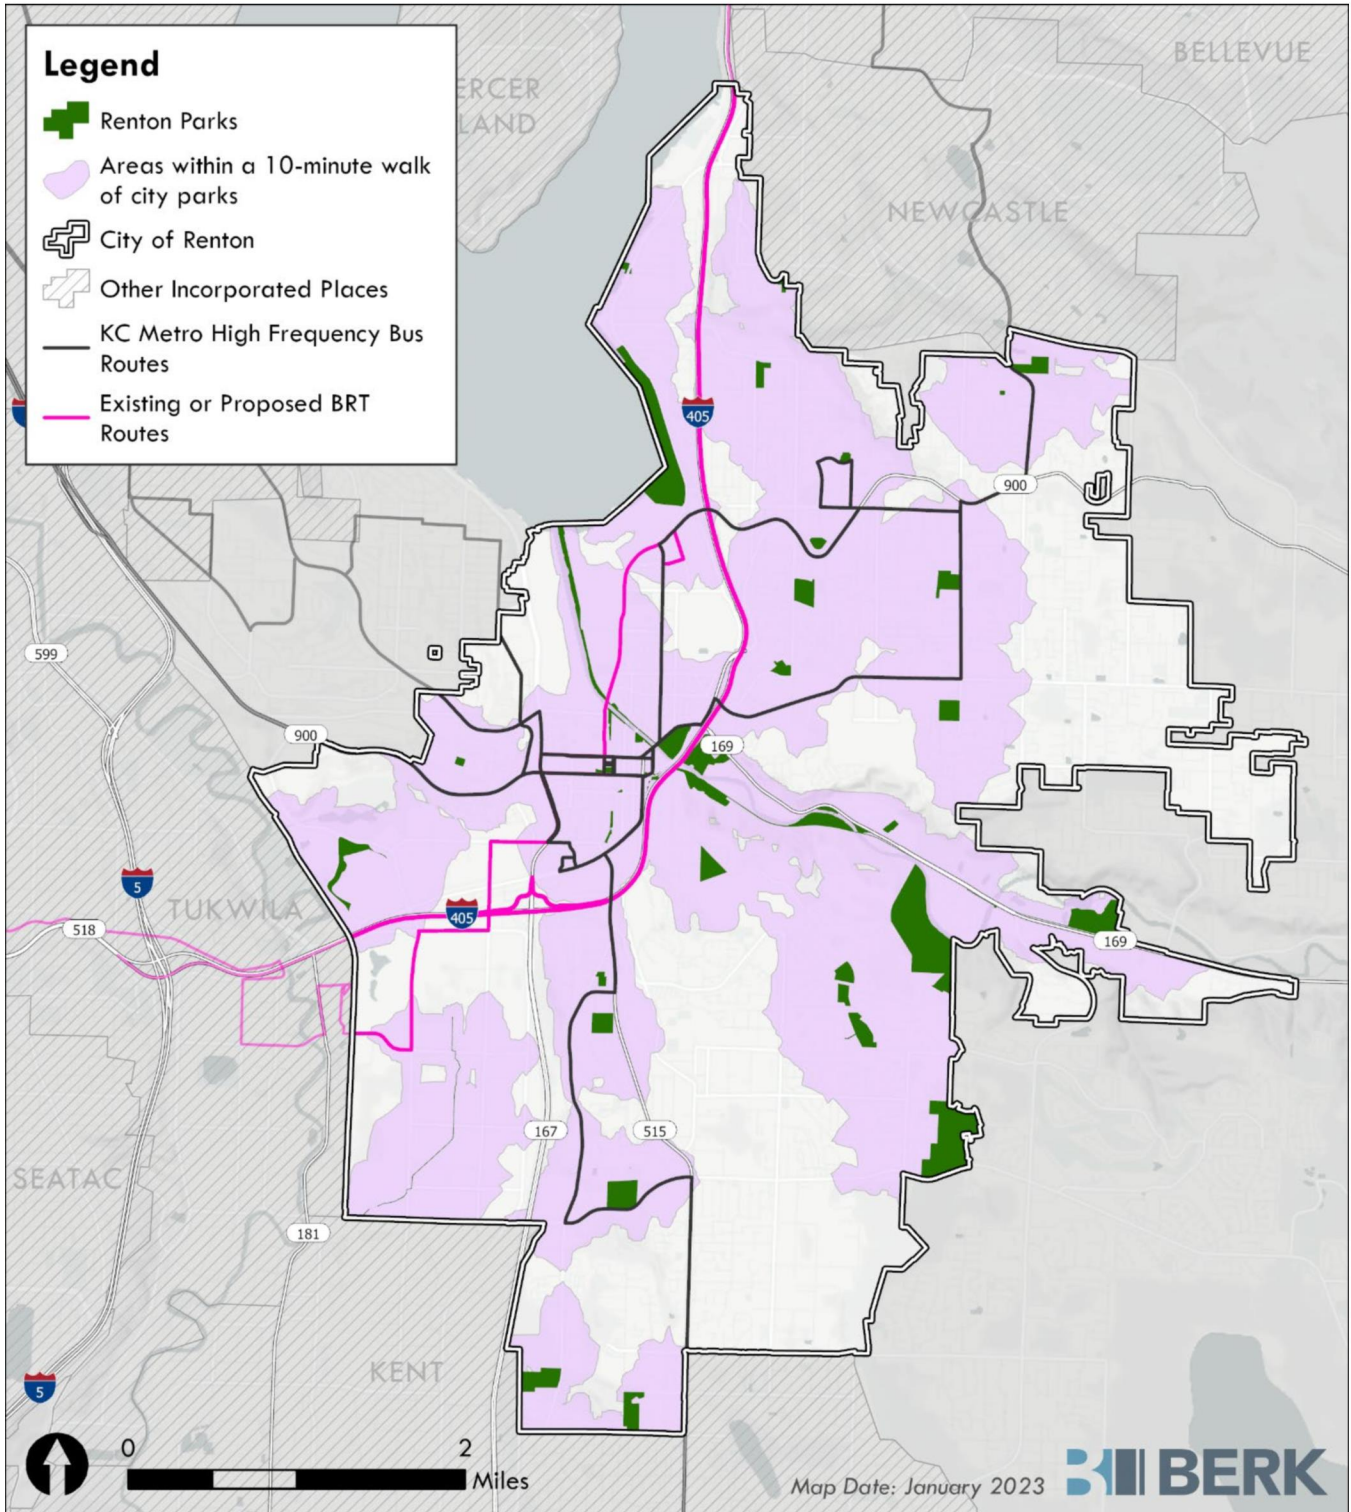 Legend
Renton Parks
Areas within a 10-minute walk
of city parks
City of Renton
Other Incorporated Places
KC Metro High Frequency Bus
Routes
Existing or Proposed BRT
Routes
ERCER
LAND
BELLEVUE
NEWCASTLE
405
900
599
900
169
5
TUKWILA
405
518
169
167
515
SEATAC
181
KENT
5
0 2
Miles
Map Date: January 2023
BERK